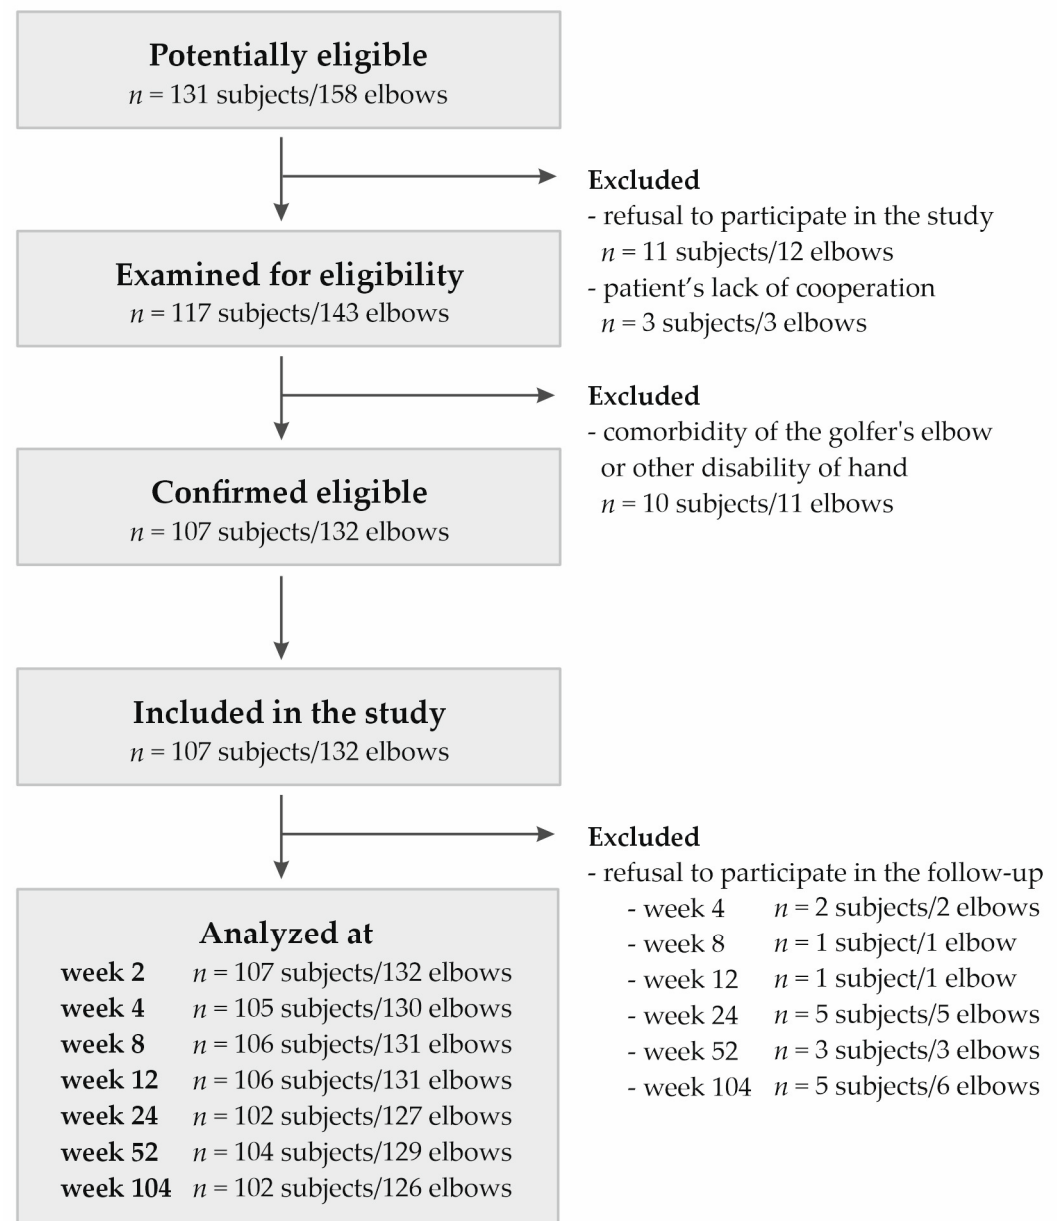 Potentially eligible
n = 131 subjects/158 elbows
Excluded
- refusal to participate in the study
n = 11 subjects/12 elbows
- patient's lack of cooperation
n = 3 subjects/3 elbows
Examined for eligibility
n = 117 subjects/143 elbows
Excluded
- comorbidity of the golfer's elbow
or other disability of hand
n = 10 subjects/11 elbows
Confirmed eligible
n = 107 subjects/132 elbows
Included in the study
n = 107 subjects/132 elbows
Excluded
- refusal to participate in the follow-up
- week 4 n = 2 subjects/2 elbows
- week 8 n = 1 subject/1 elbow
- week 12 n = 1 subject/1 elbow
- week 24 n = 5 subjects/5 elbows
- week 52 n = 3 subjects/3 elbows
- week 104 n = 5 subjects/6 elbows
Analyzed at
week 2 n = 107 subjects/132 elbows
week 4 n = 105 subjects/130 elbows
week 8 n = 106 subjects/131 elbows
week 12 n = 106 subjects/131 elbows
week 24 n = 102 subjects/127 elbows
week 52 n = 104 subjects/129 elbows
week 104 n = 102 subjects/126 elbows